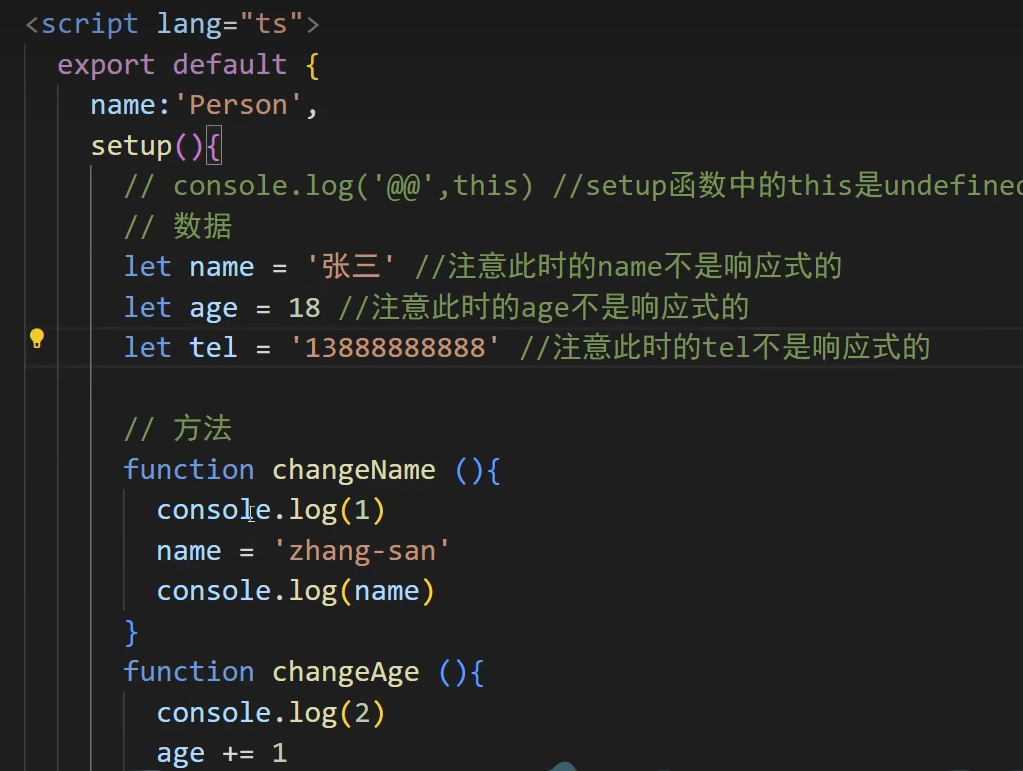 <script lang="ts">
export default {
name:'Person',
setup(){
// console.log('@@',this) //setup函数中的this是undefined
// 数据
let name = '张三' //注意此时的name不是响应式的
let age = 18 //注意此时的age不是响应式的
let tel = '13888888888' //注意此时的tel不是响应式的
// 方法
function changeName (){
console.log(1)
name = 'zhang-san'
console.log(name)
}
function changeAge (){
console.log(2)
age += 1